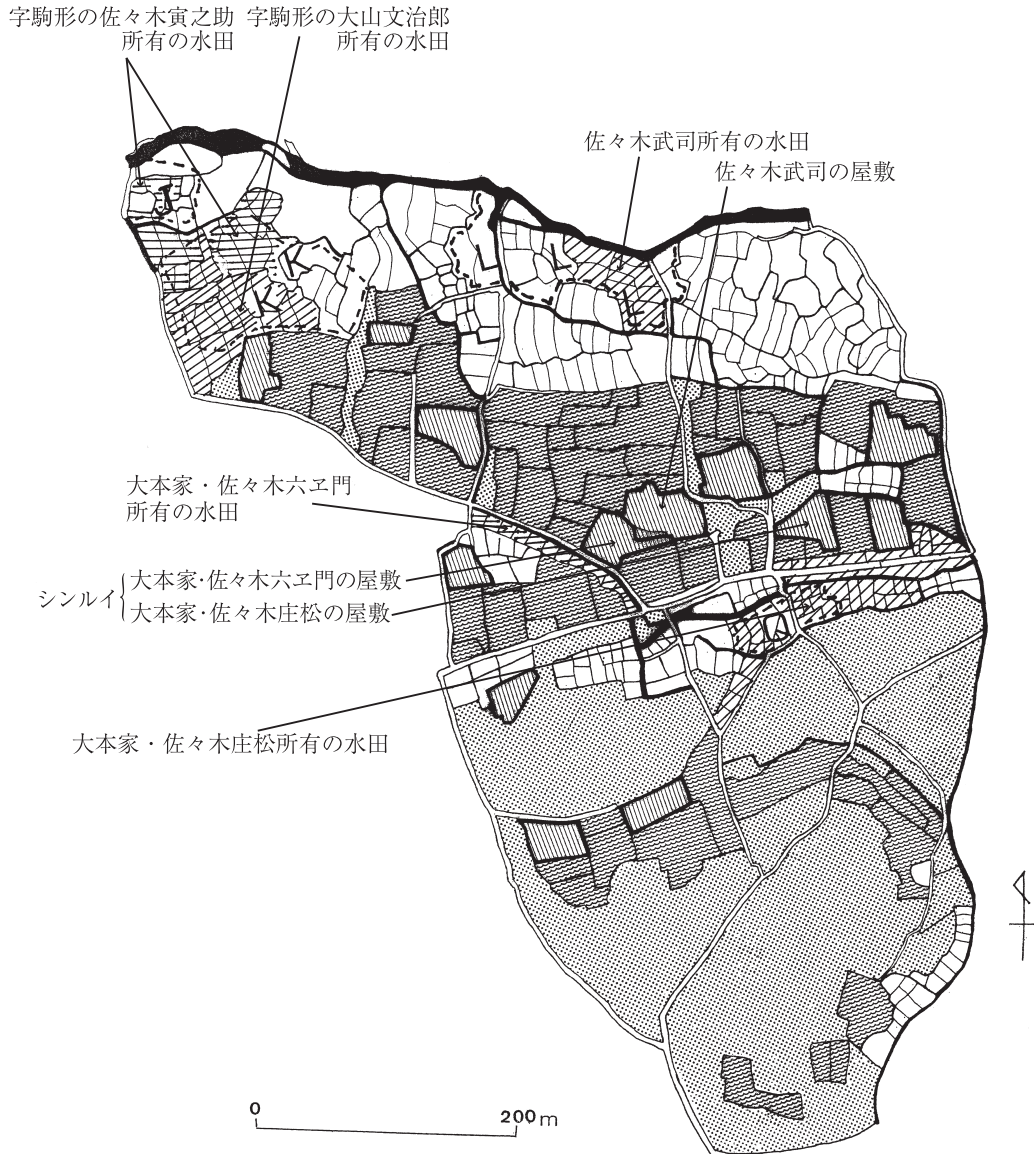 字駒形の佐々木寅之助
所有の水田
字駒形の大山文治郎
所有の水田
佐々木武司所有の水田
佐々木武司の屋敷
大本家・佐々木六ヱ門
所有の水田
シンルイ
大本家・佐々木六ヱ門の屋敷
大本家・佐々木庄松の屋敷
大本家・佐々木庄松所有の水田
0
200m